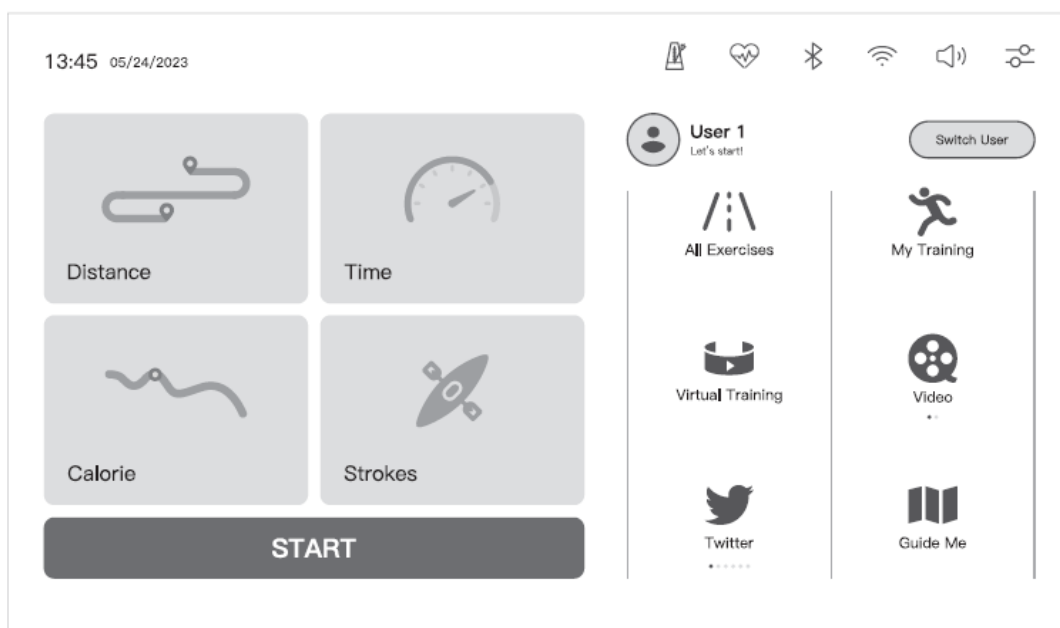 13:45 05/24/2023
User 1
Let's start!
Switch User
Distance
Time
All Exercises
My Training
Calorie
Strokes
Virtual Training
Video
START
Twitter
Guide Me